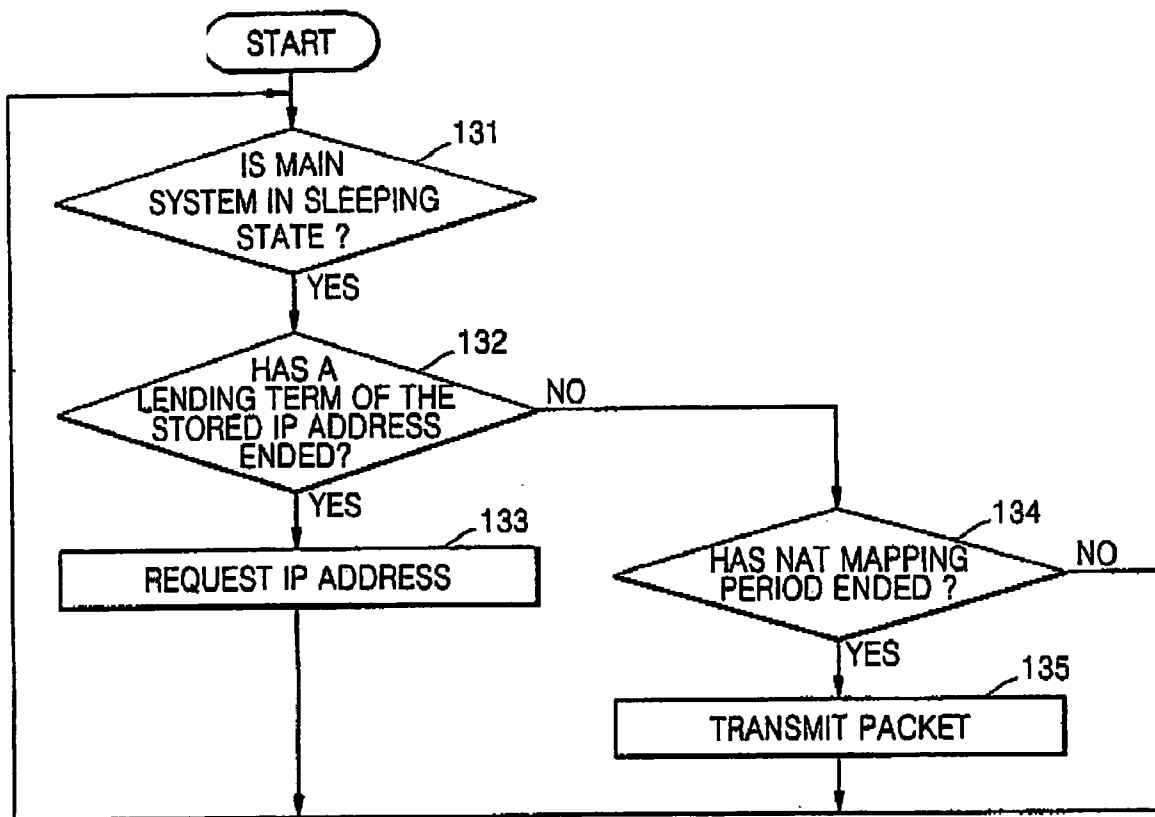 START
131
IS MAIN
SYSTEM IN SLEEPING
STATE ?
YES
132
HAS A
LENDING TERM OF THE
STORED IP ADDRESS
ENDED?
NO
YES
133
REQUEST IP ADDRESS
134
HAS NAT MAPPING
PERIOD ENDED ?
NO
YES
135
TRANSMIT PACKET